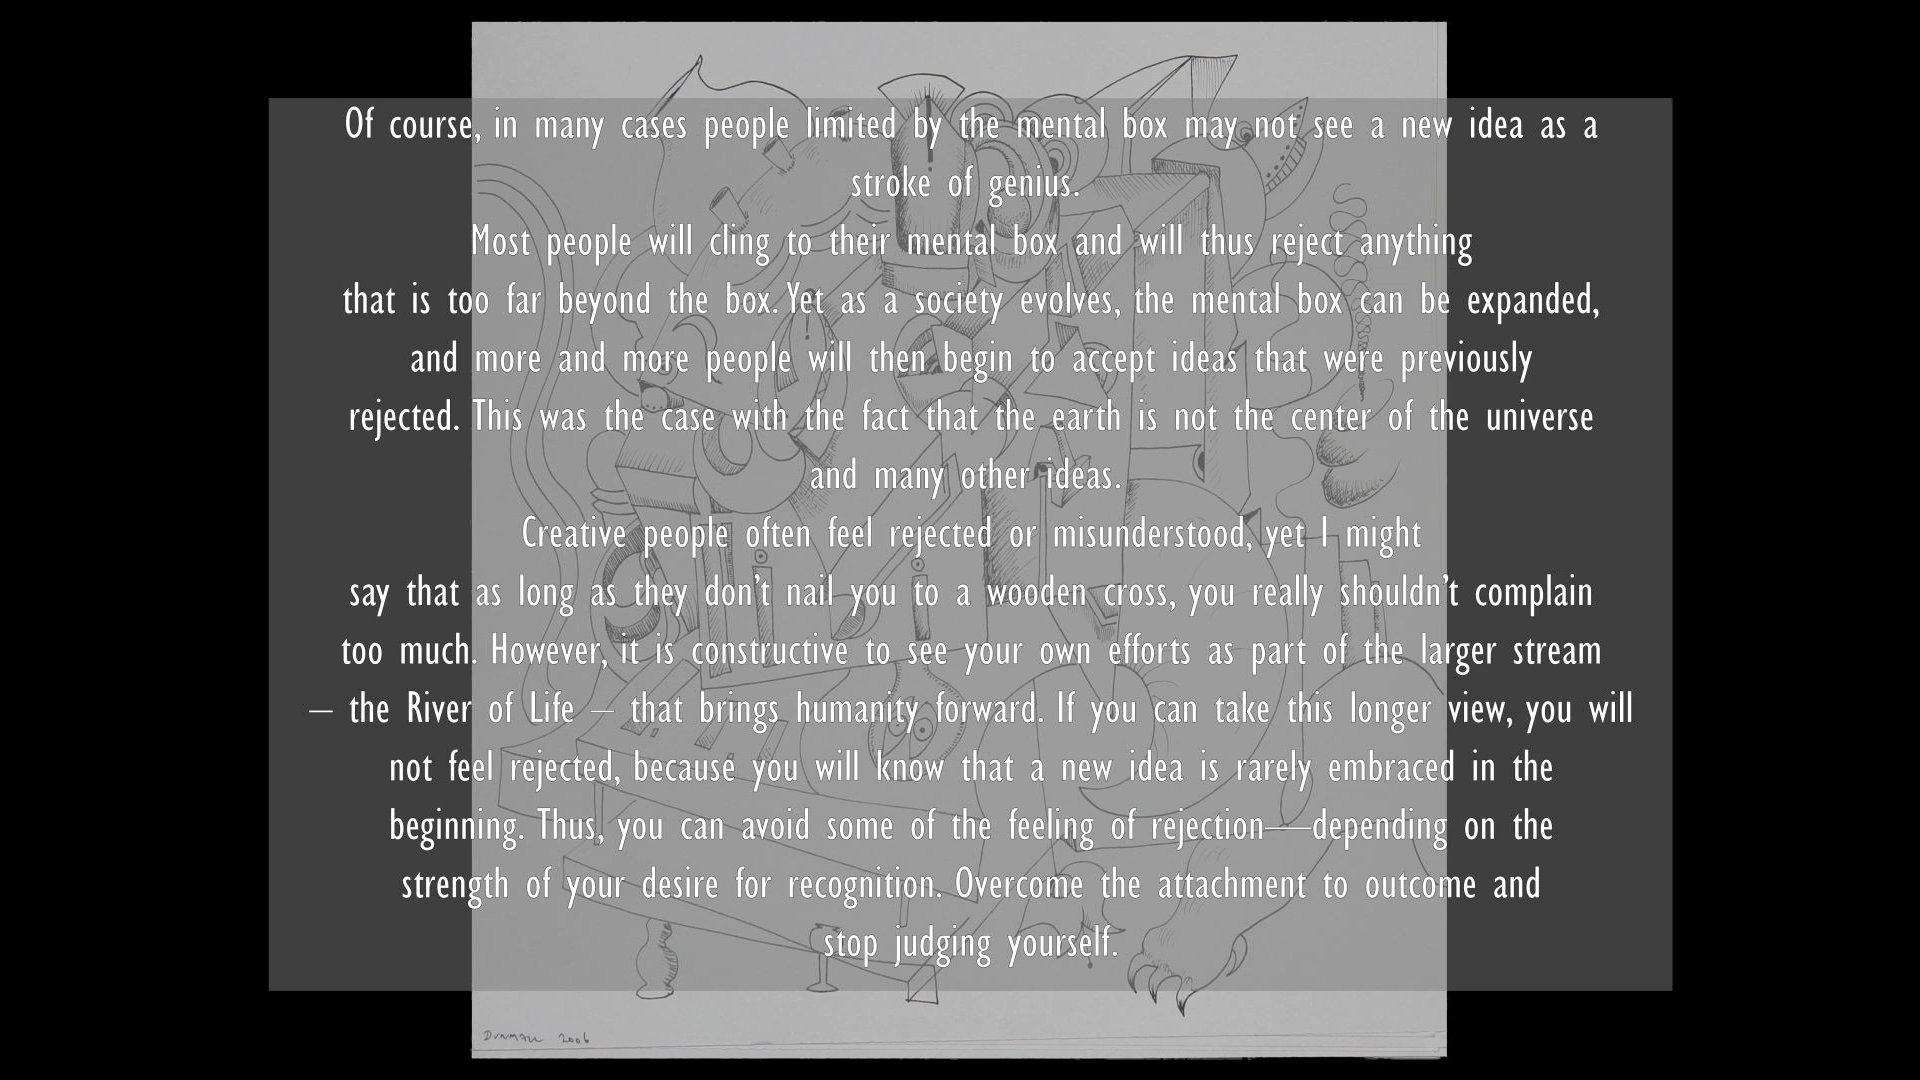 Of course, in many cases people limited by the mental box may not see a new idea as a
stroke of genius.
Most people will cling to their mental box and will thus reject anything
that is too far beyond the box. Yet as a society evolves, the mental box can be expanded,
and more and more people will then begin to accept ideas that were previously
rejected. This was the case with the fact that the earth is not the center of the universe
and many other ideas.
Creative people often feel rejected or misunderstood, yet I might
say that as long as they don’t nail you to a wooden cross, you really shouldn’t complain
too much. However, it is constructive to see your own efforts as part of the larger stream
– the River of Life – that brings humanity forward. If you can take this longer view, you will
not feel rejected, because you will know that a new idea is rarely embraced in the
beginning. Thus, you can avoid some of the feeling of rejection—depending on the
strength of your desire for recognition. Overcome the attachment to outcome and
stop judging yourself.
2006